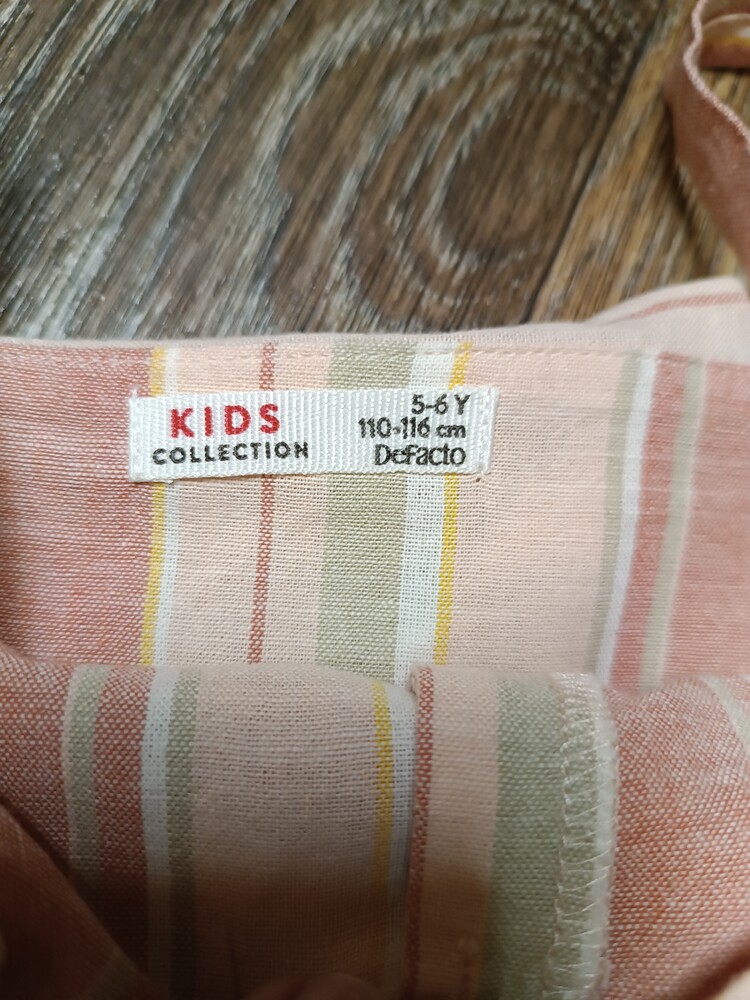 KIDS
COLLECTION
5-6 Y
110-116 cm
DeFacto